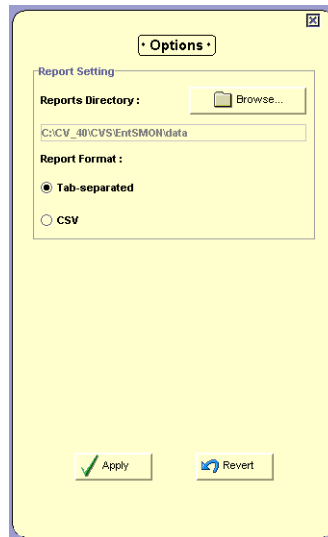 · Options ·
Report Setting
Reports Directory :
Browse...
C:\CV_40\CVS\EntSMON\data
Report Format :
Tab-separated
CSV
Apply
Revert